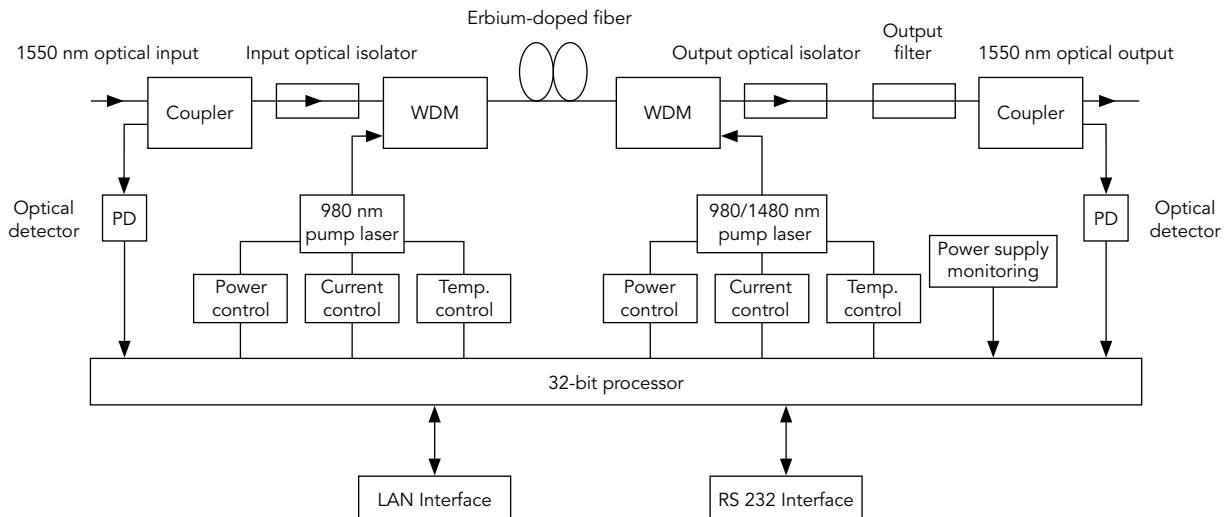 Erbium-doped fiber
1550 nm optical input
Input optical isolator
Output optical isolator
Output
filter
1550 nm optical output
Coupler
WDM
WDM
Coupler
Optical
detector
PD
980 nm
pump laser
980/1480 nm
pump laser
PD
Optical
detector
Power supply
monitoring
Power
control
Current
control
Temp.
control
Power
control
Current
control
Temp.
control
32-bit processor
LAN Interface
RS 232 Interface